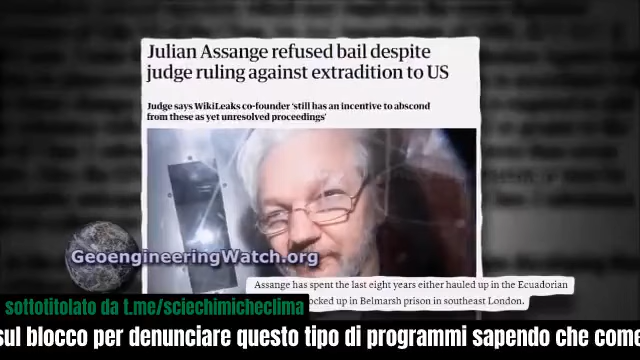 Julian Assange refused bail despite
judge ruling against extradition to US
Judge says WikiLeaks co-founder 'still has an incentive to abscond
from these as yet unresolved proceedings'
GeoengineeringWatch.org
Assange has spent the last eight years either hauled up in the Ecuadorian
ocked up in Belmarsh prison in southeast London.
sottotitolato da t.me/sciechimicheclima
sul blocco per denunciare questo tipo di programmi sapendo che come